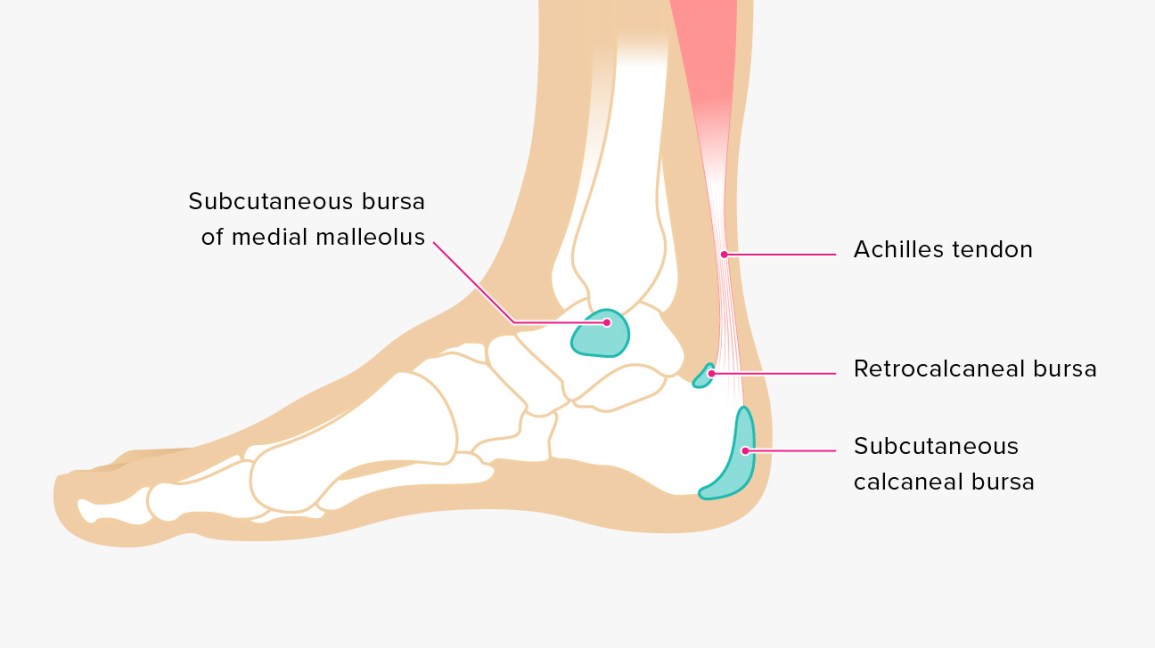 Subcutaneous bursa
of medial malleolus
Achilles tendon
Retrocalcaneal bursa
Subcutaneous
calcaneal bursa